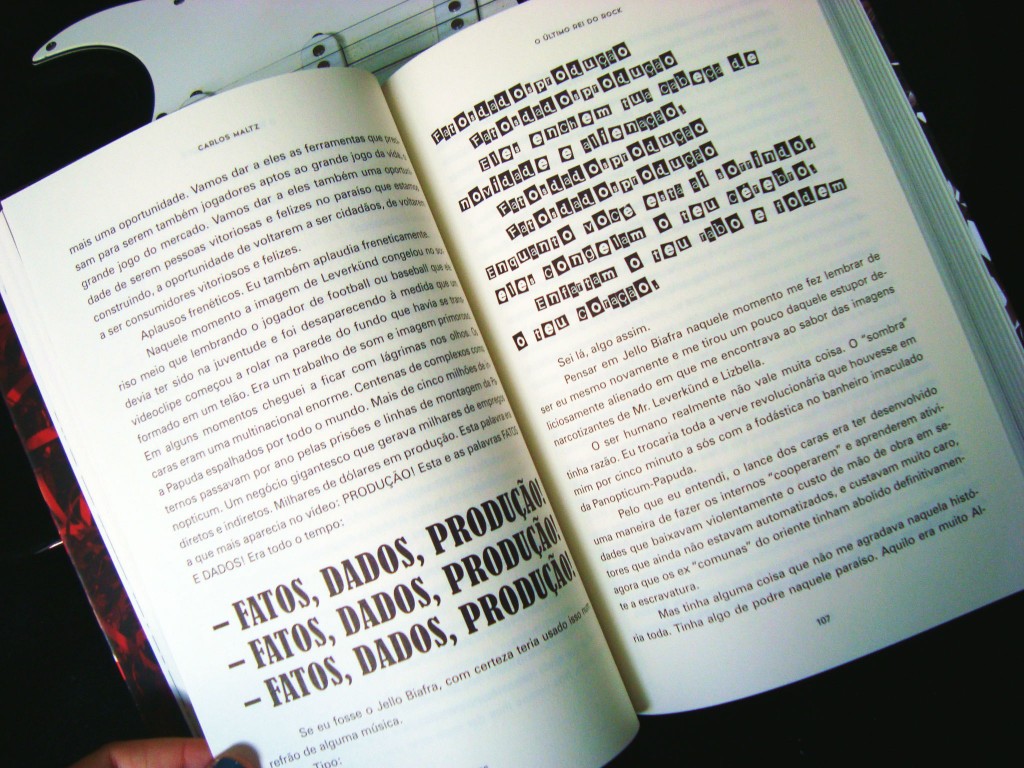 CARLOS MALTZ
mais uma oportunidade. Vamos dar a eles as ferramentas que preci-
sam para serem também jogadores aptos ao grande jogo da vida, o
grande jogo do mercado. Vamos dar a eles também uma oportuni-
dade de serem pessoas vitoriosas e felizes no paraíso que estamos
construindo, a oportunidade de voltarem a ser cidadãos, de voltarem
a ser consumidores vitoriosos e felizes.
Aplausos frenéticos. Eu também aplaudia freneticamente.
Naquele momento a imagem de Leverkünd congelou no sor-
riso meio que lembrando o jogador de football ou baseball que ele
devia ter sido na juventude e foi desaparecendo à medida que um
videoclipe começou a rolar na parede do fundo que havia se trans-
formado em um telão. Era um trabalho de som e imagem primoroso.
Em alguns momentos cheguei a ficar com lágrimas nos olhos. Os
caras eram uma multinacional enorme. Centenas de complexos como
a Papuda espalhados por todo o mundo. Mais de cinco milhões de in-
ternos passavam por ano pelas prisões e linhas de montagem da Pa-
nopticum. Um negócio gigantesco que gerava milhares de empregos
diretos e indiretos. Milhares de dólares em produção. Esta palavra era
a que mais aparecia no vídeo: PRODUÇÃO! Esta e as palavras FATOS
E DADOS! Era todo o tempo:
– FATOS, DADOS, PRODUÇÃO!
– FATOS, DADOS, PRODUÇÃO!
– FATOS, DADOS, PRODUÇÃO!
Se eu fosse o Jello Biafra, com certeza teria usado isso num
refrão de alguma música.
Tipo:
O ÚLTIMO REI DO ROCK
Fatosdadosprodução
Fatosdadosprodução
Eles enchem tua cabeça de
novidade e alienação;
Fatosdadosprodução
Fatosdadosprodução
Enquanto você está aí sorrindo,
eles congelam o teu cérebro;
Enfartam o teu rabo e fodem
o teu coração;
Sei lá, algo assim.
Pensar em Jello Biafra naquele momento me fez lembrar de
ser eu mesmo novamente e me tirou um pouco daquele estupor de-
liciosamente alienado em que me encontrava ao sabor das imagens
narcotizantes de Mr. Leverkünd e Lizbella.
O ser humano realmente não vale muita coisa. O “sombra”
tinha razão. Eu trocaria toda a verve revolucionária que houvesse em
mim por cinco minuto a sós com a fodástica no banheiro imaculado
da Panopticum-Papuda.
Pelo que eu entendi, o lance dos caras era ter desenvolvido
uma maneira de fazer os internos “cooperarem” e aprenderem ativi-
dades que baixavam violentamente o custo de mão de obra em se-
tores que ainda não estavam automatizados, e custavam muito caro,
agora que os ex “comunas” do oriente tinham abolido definitivamen-
te a escravatura.
Mas tinha alguma coisa que não me agradava naquela histó-
ria toda. Tinha algo de podre naquele paraíso. Aquilo era muito Al-
107